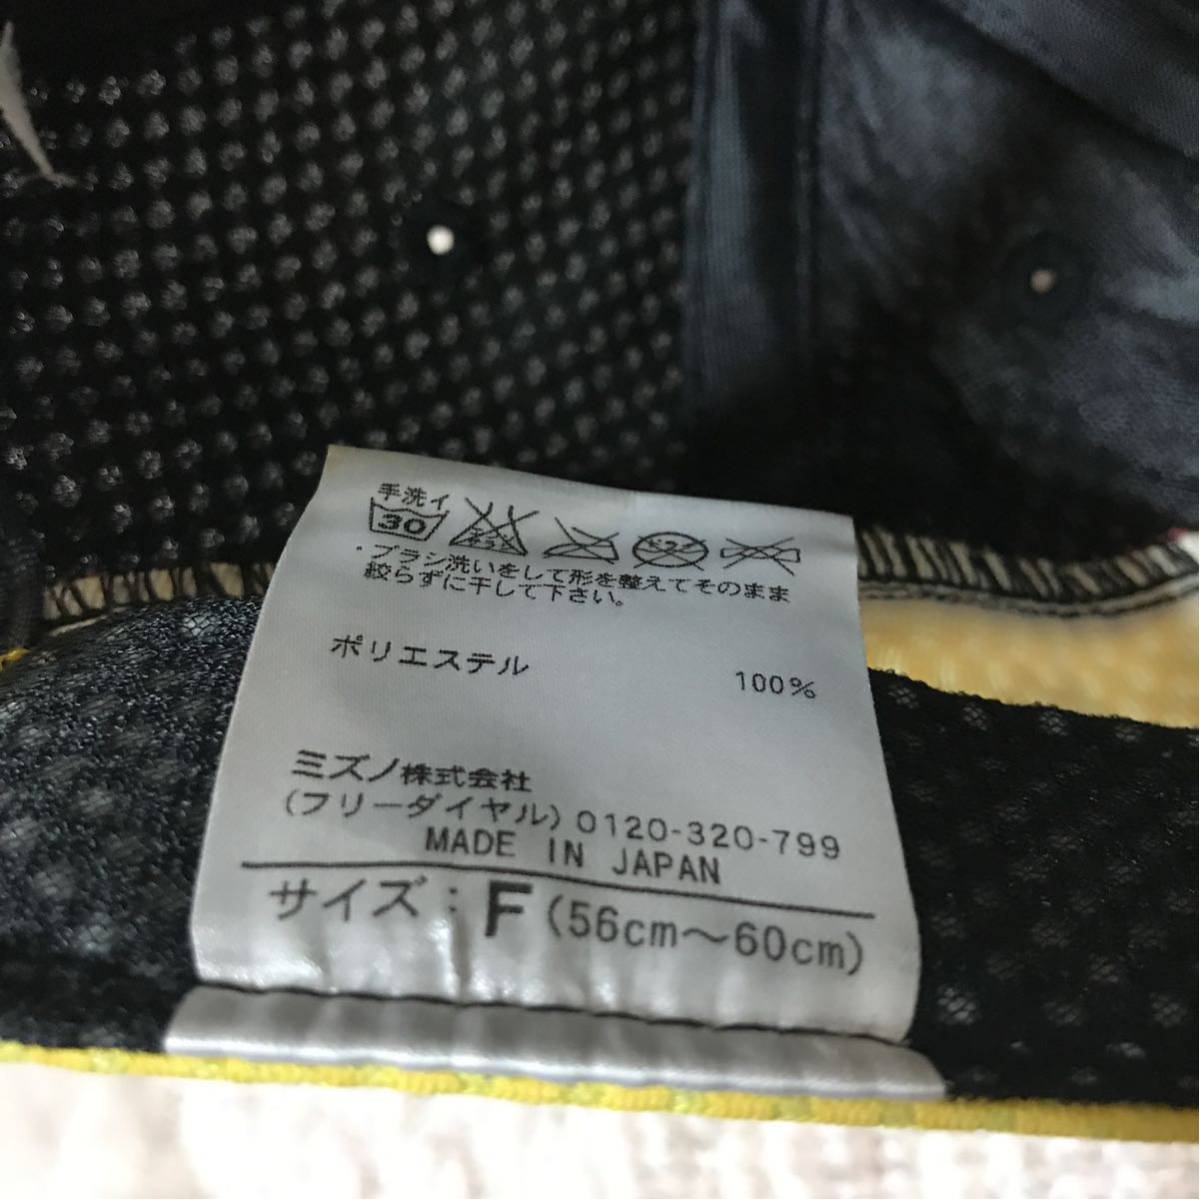 手洗イ
30
・ブラシ洗いをして形を整えてそのまま
絞らずに干して下さい。
ポリエステル 100%
ミズノ株式会社
(フリーダイヤル) 0120-320-799
MADE IN JAPAN
サイズ : F (56cm〜60cm)